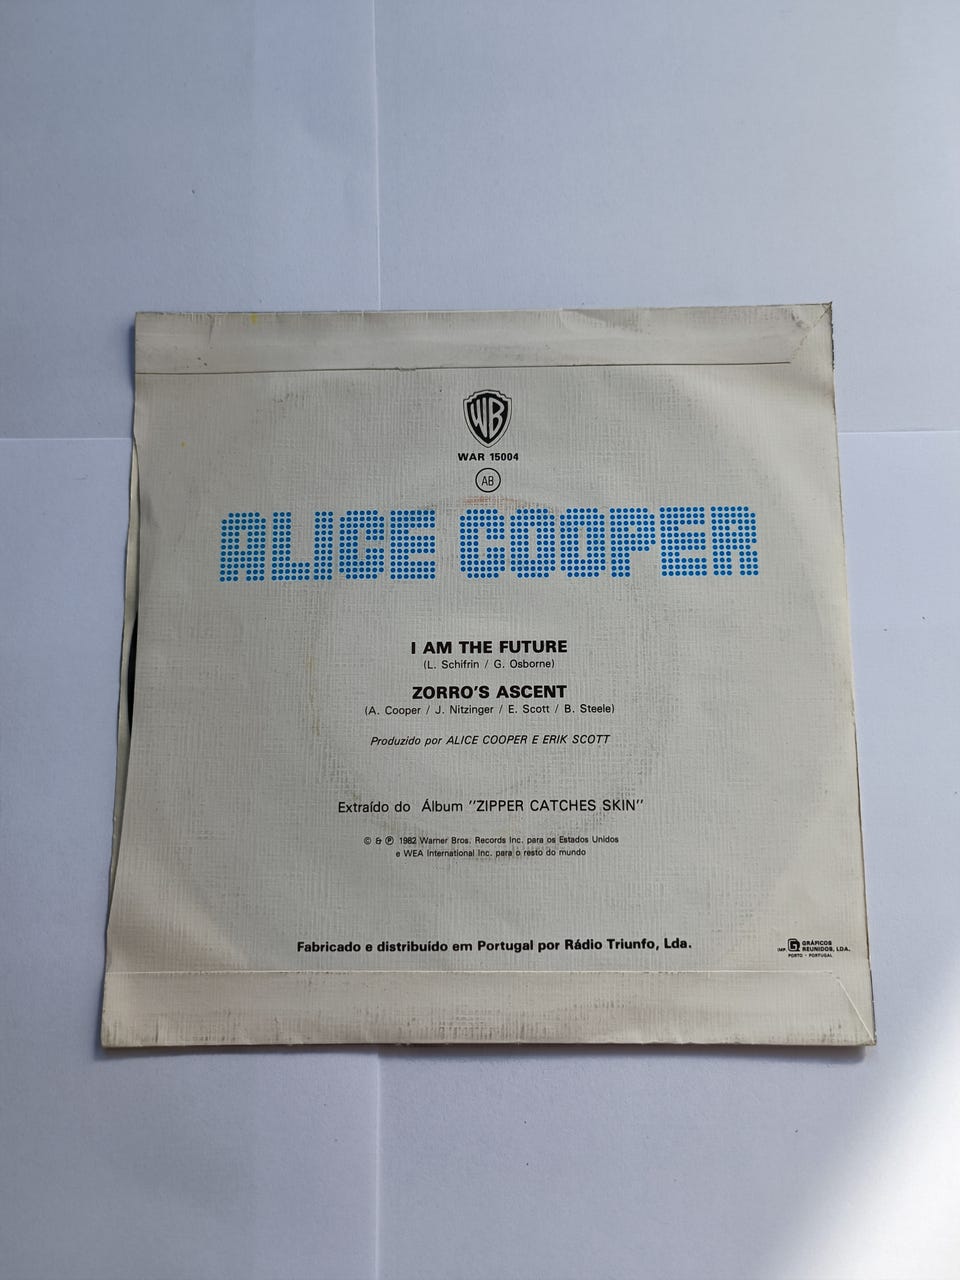 WB
WAR 15004
AB
ALICE COOPER
I AM THE FUTURE
(L. Schifrin / G. Osborne)
ZORRO'S ASCENT
(A. Cooper / J. Nitzinger / E. Scott / B. Steele)
Produzido por ALICE COOPER E ERIK SCOTT
Extraído do Álbum "ZIPPER CATCHES SKIN"
© & ℗ 1982 Warner Bros. Records Inc. para os Estados Unidos
e WEA International Inc. para o resto do mundo
Fabricado e distribuído em Portugal por Rádio Triunfo, Lda.
IMP. G GRÁFICOS
REUNIDOS, LDA.
PORTO - PORTUGAL